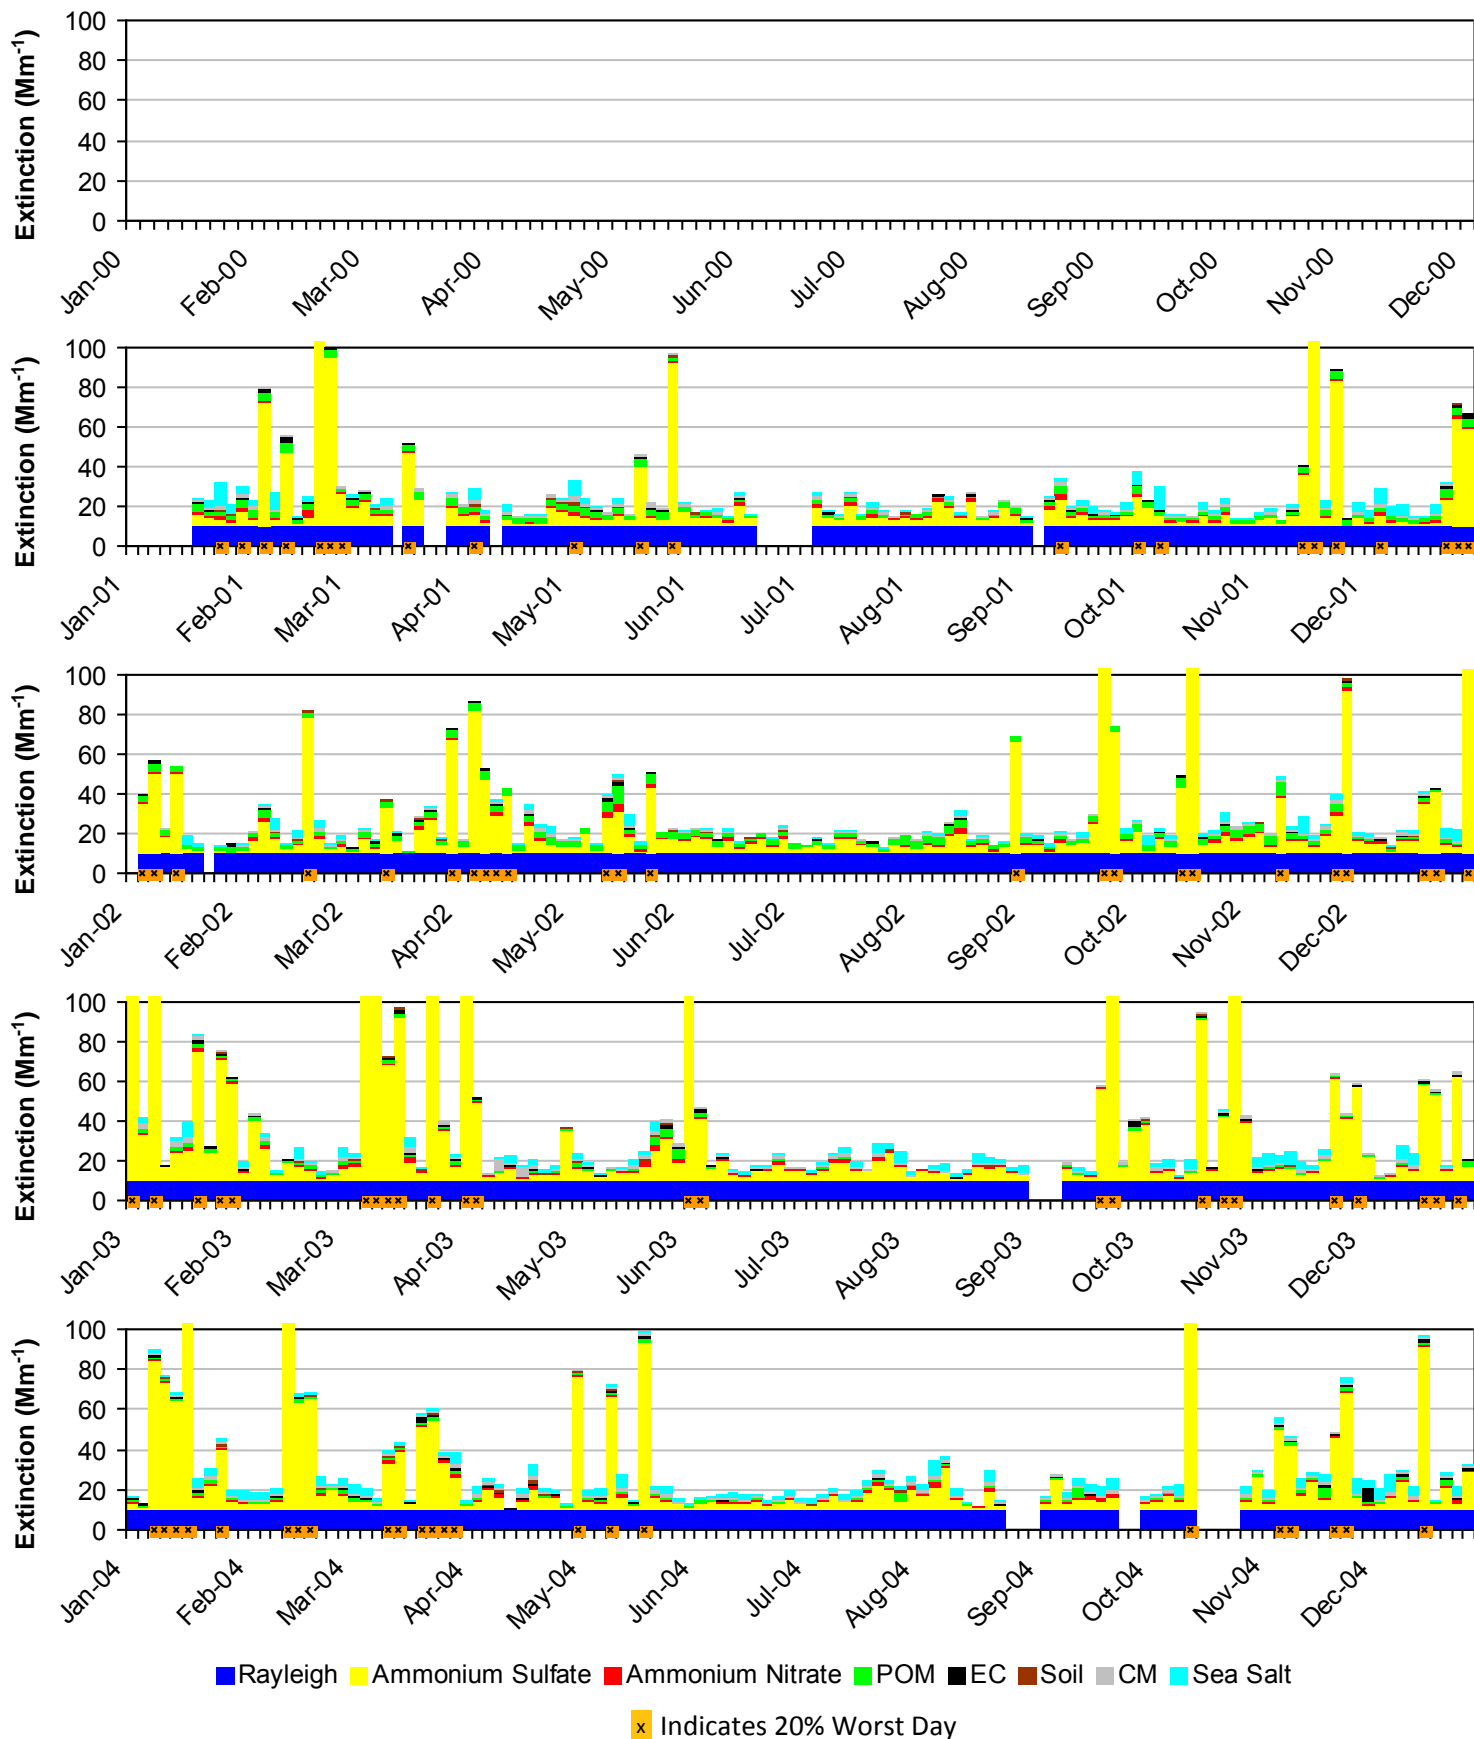 Extinction (Mm-1)
100
80
60
40
20
0
Jan-00 Feb-00 Mar-00 Apr-00 May-00 Jun-00 Jul-00 Aug-00 Sep-00 Oct-00 Nov-00 Dec-00
Extinction (Mm-1)
100
80
60
40
20
0
Jan-01 Feb-01 Mar-01 Apr-01 May-01 Jun-01 Jul-01 Aug-01 Sep-01 Oct-01 Nov-01 Dec-01
Extinction (Mm-1)
100
80
60
40
20
0
Jan-02 Feb-02 Mar-02 Apr-02 May-02 Jun-02 Jul-02 Aug-02 Sep-02 Oct-02 Nov-02 Dec-02
Extinction (Mm-1)
100
80
60
40
20
0
Jan-03 Feb-03 Mar-03 Apr-03 May-03 Jun-03 Jul-03 Aug-03 Sep-03 Oct-03 Nov-03 Dec-03
Extinction (Mm-1)
100
80
60
40
20
0
Jan-04 Feb-04 Mar-04 Apr-04 May-04 Jun-04 Jul-04 Aug-04 Sep-04 Oct-04 Nov-04 Dec-04
Rayleigh Ammonium Sulfate Ammonium Nitrate POM EC Soil CM Sea Salt
x Indicates 20% Worst Day